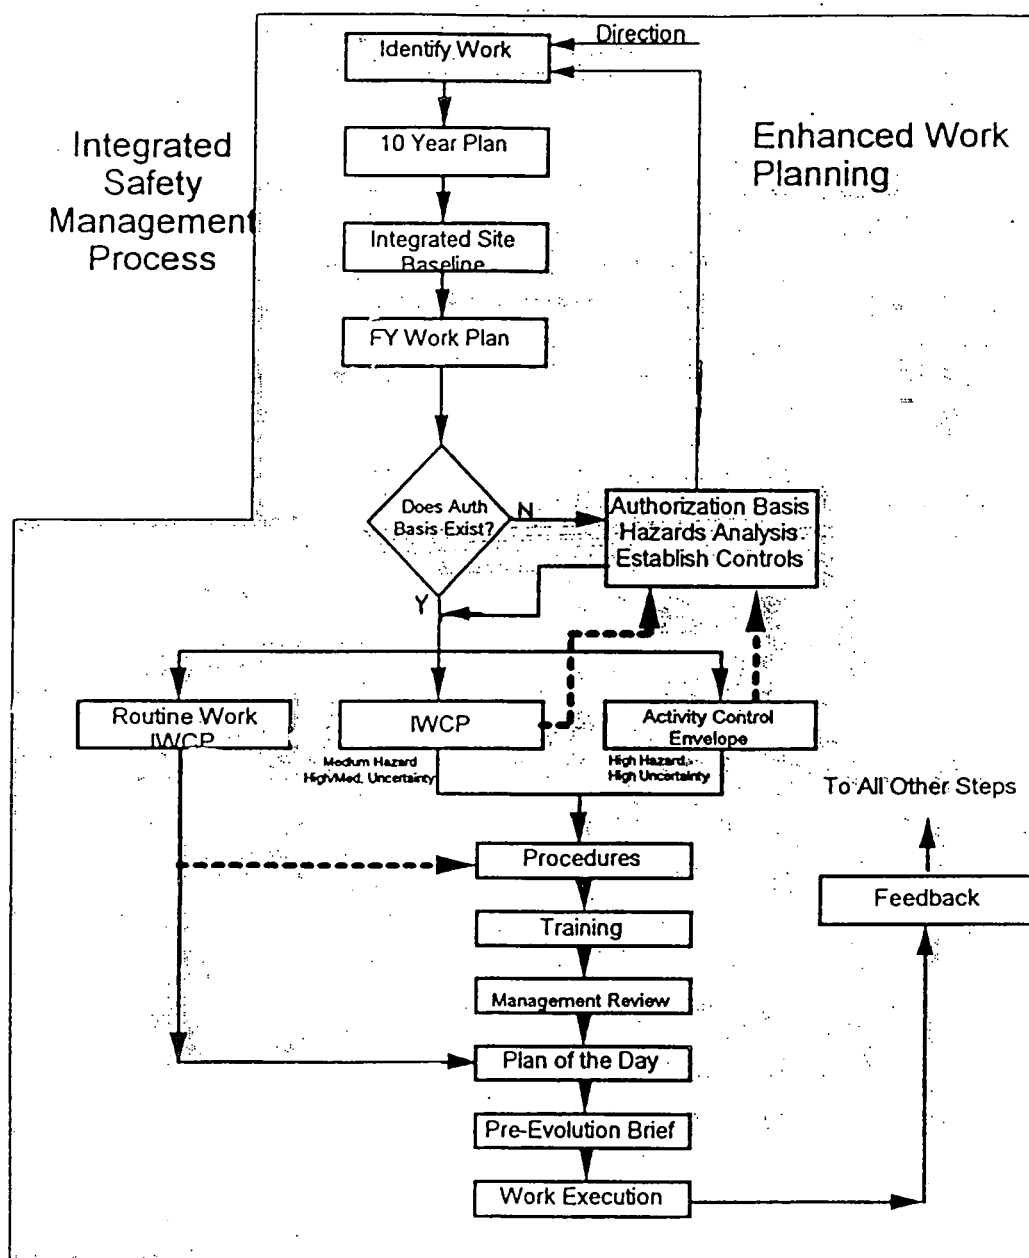 Direction
Identify Work
Integrated
Safety
Management
Process
Enhanced Work
Planning
10 Year Plan
Integrated Site
Baseline
FY Work Plan
Does Auth
Basis Exist?
N
Y
Authorization Basis
Hazards Analysis
Establish Controls
Routine Work
IWCP
IWCP
Activity Control
Envelope
Medium Hazard
High/Med. Uncertainty
High Hazard,
High Uncertainty
To All Other Steps
Procedures
Feedback
Training
Management Review
Plan of the Day
Pre-Evolution Brief
Work Execution